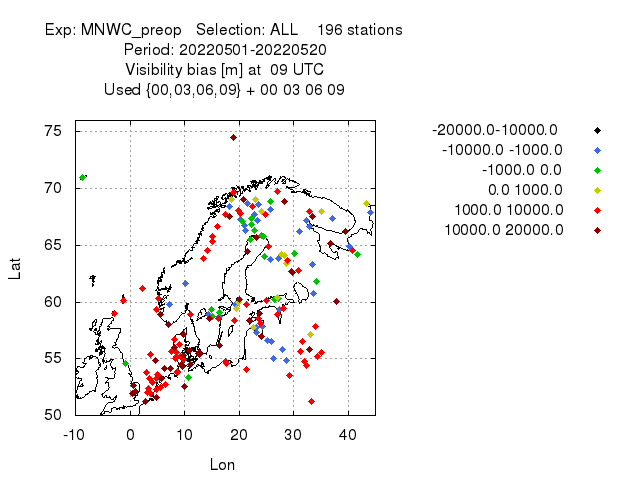 Exp: MNWC_preop Selection: ALL 196 stations
Period: 20220501-20220520
Visibility bias [m] at 09 UTC
Used {00,03,06,09} + 00 03 06 09
-20000.0-10000.0
-10000.0 -1000.0
-1000.0 0.0
0.0 1000.0
1000.0 10000.0
10000.0 20000.0
75
70
65
60
55
50
Lat
-10 0 10 20 30 40
Lon